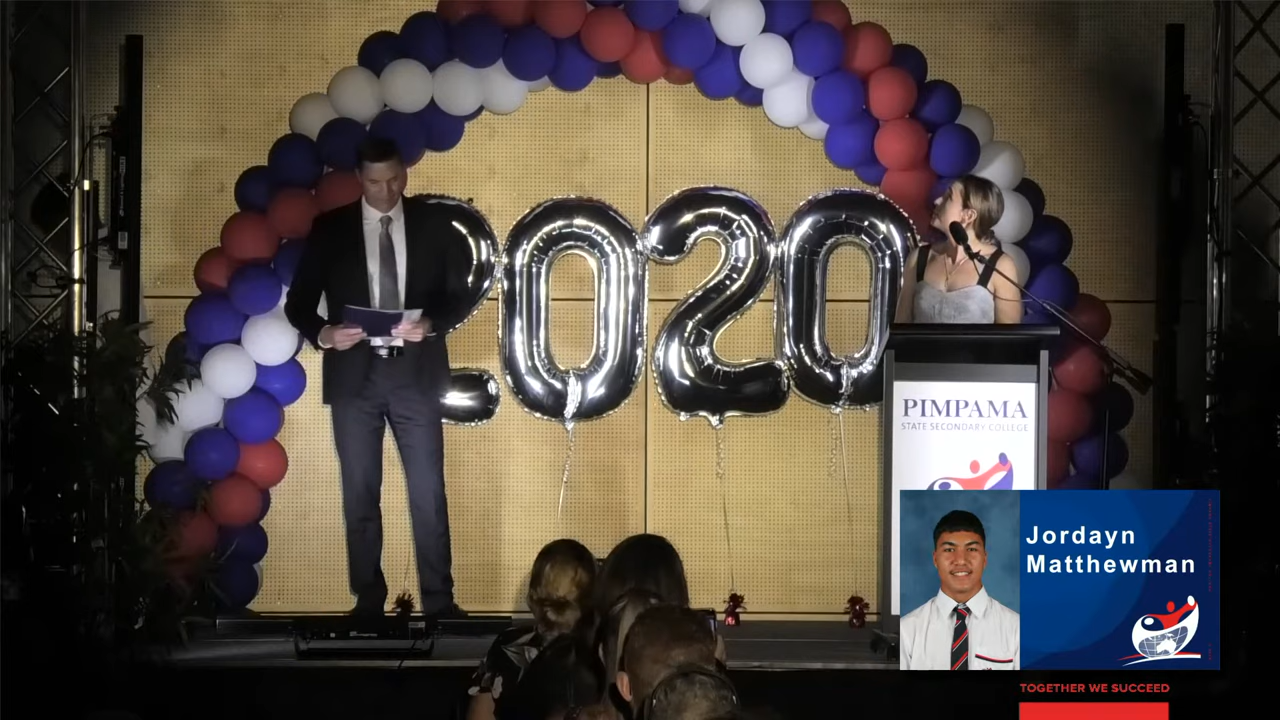 2020
PIMPAMA
STATE SECONDARY COLLEGE
Jordayn
Matthewman
TOGETHER WE SUCCEED